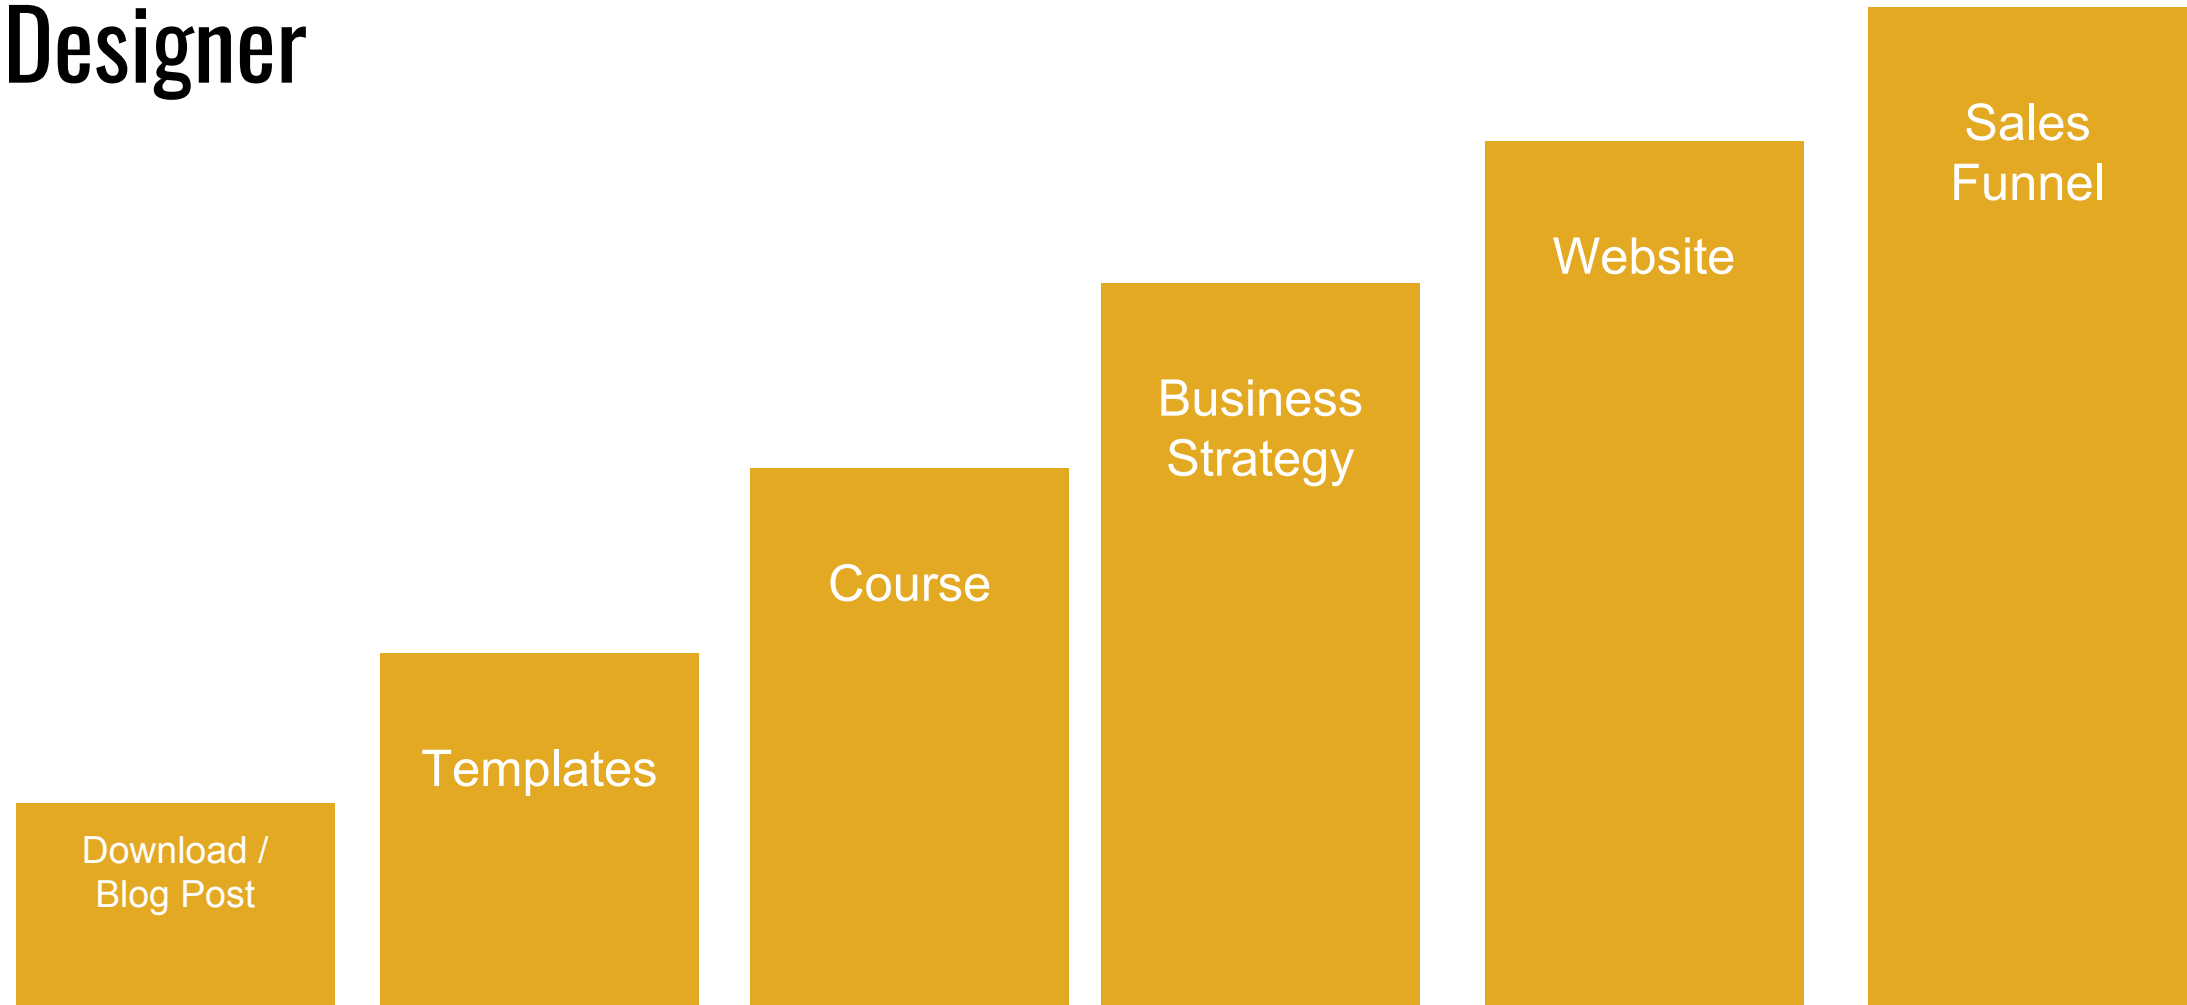 Designer
Download /
Blog Post
Templates
Course
Business
Strategy
Website
Sales
Funnel